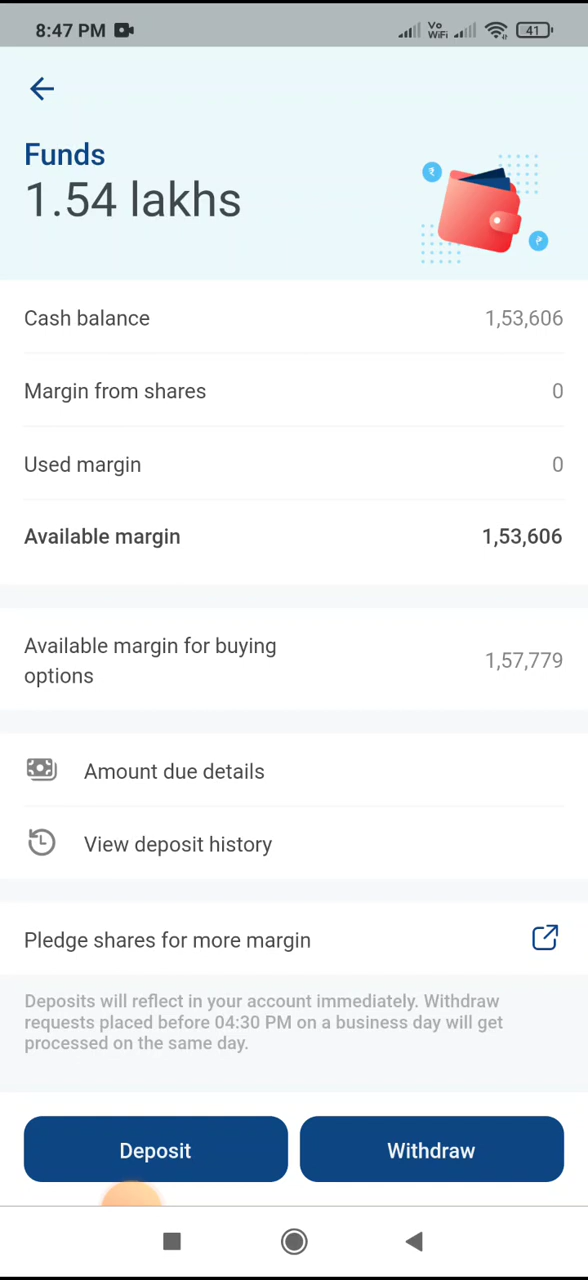 8:47 PM
Vo
WiFi
41
Funds
1.54 lakhs
₹
₹
Cash balance 1,53,606
Margin from shares 0
Used margin 0
Available margin 1,53,606
Available margin for buying
options
1,57,779
Amount due details
View deposit history
Pledge shares for more margin
Deposits will reflect in your account immediately. Withdraw
requests placed before 04:30 PM on a business day will get
processed on the same day.
Deposit Withdraw